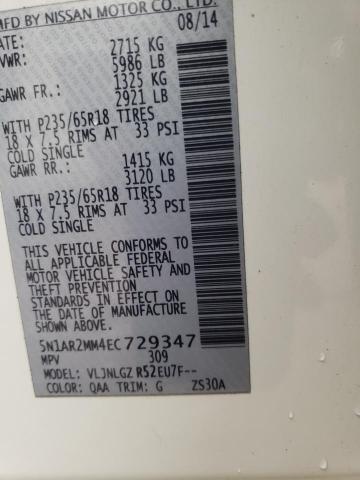 MFD BY NISSAN MOTOR CO., LTD.
DATE: 08/14
VWR: 2715 KG
5986 LB
GAWR FR.: 1325 KG
2921 LB
WITH P235/65R18 TIRES
18 X 7.5 RIMS AT 33 PSI
COLD SINGLE
GAWR RR.: 1415 KG
3120 LB
WITH P235/65R18 TIRES
18 X 7.5 RIMS AT 33 PSI
COLD SINGLE
THIS VEHICLE CONFORMS TO
ALL APPLICABLE FEDERAL
MOTOR VEHICLE SAFETY AND
THEFT PREVENTION
STANDARDS IN EFFECT ON
THE DATE OF MANUFACTURE
SHOWN ABOVE.
5N1AR2MM4EC729347
MPV 309
MODEL: VLJNLGZ R52EU7F--
COLOR: QAA TRIM: G ZS30A